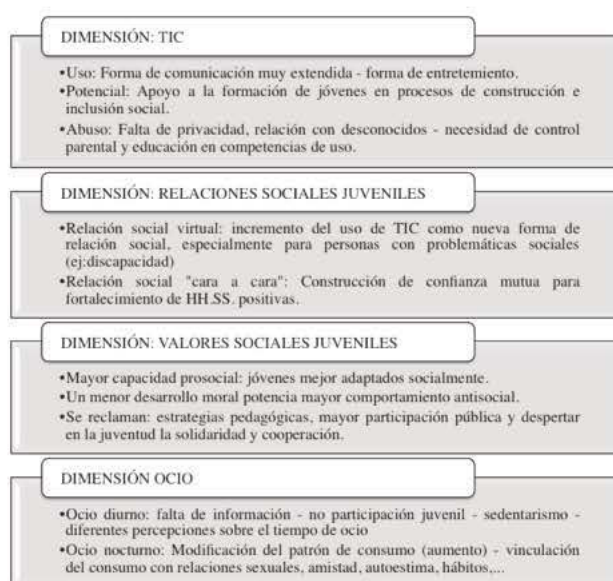 DIMENSIÓN: TIC
•Uso: Forma de comunicación muy extendida - forma de entretemiento.
•Potencial: Apoyo a la formación de jóvenes en procesos de construcción e
inclusión social.
•Abuso: Falta de privacidad, relación con desconocidos - necesidad de control
parental y educación en competencias de uso.
DIMENSIÓN: RELACIONES SOCIALES JUVENILES
•Relación social virtual: incremento del uso de TIC como nueva forma de
relación social, especialmente para personas con problemáticas sociales
(ej:discapacidad)
•Relación social "cara a cara": Construcción de confianza mutua para
fortalecimiento de HH.SS. positivas.
DIMENSIÓN: VALORES SOCIALES JUVENILES
•Mayor capacidad prosocial: jóvenes mejor adaptados socialmente.
•Un menor desarrollo moral potencia mayor comportamiento antisocial.
•Se reclaman: estrategias pedagógicas, mayor participación pública y despertar
en la juventud la solidaridad y cooperación.
DIMENSIÓN OCIO
•Ocio diurno: falta de información - no participación juvenil - sedentarismo -
diferentes percepciones sobre el tiempo de ocio
•Ocio nocturno: Modificación del patrón de consumo (aumento) - vinculación
del consumo con relaciones sexuales, amistad, autoestima, hábitos,...